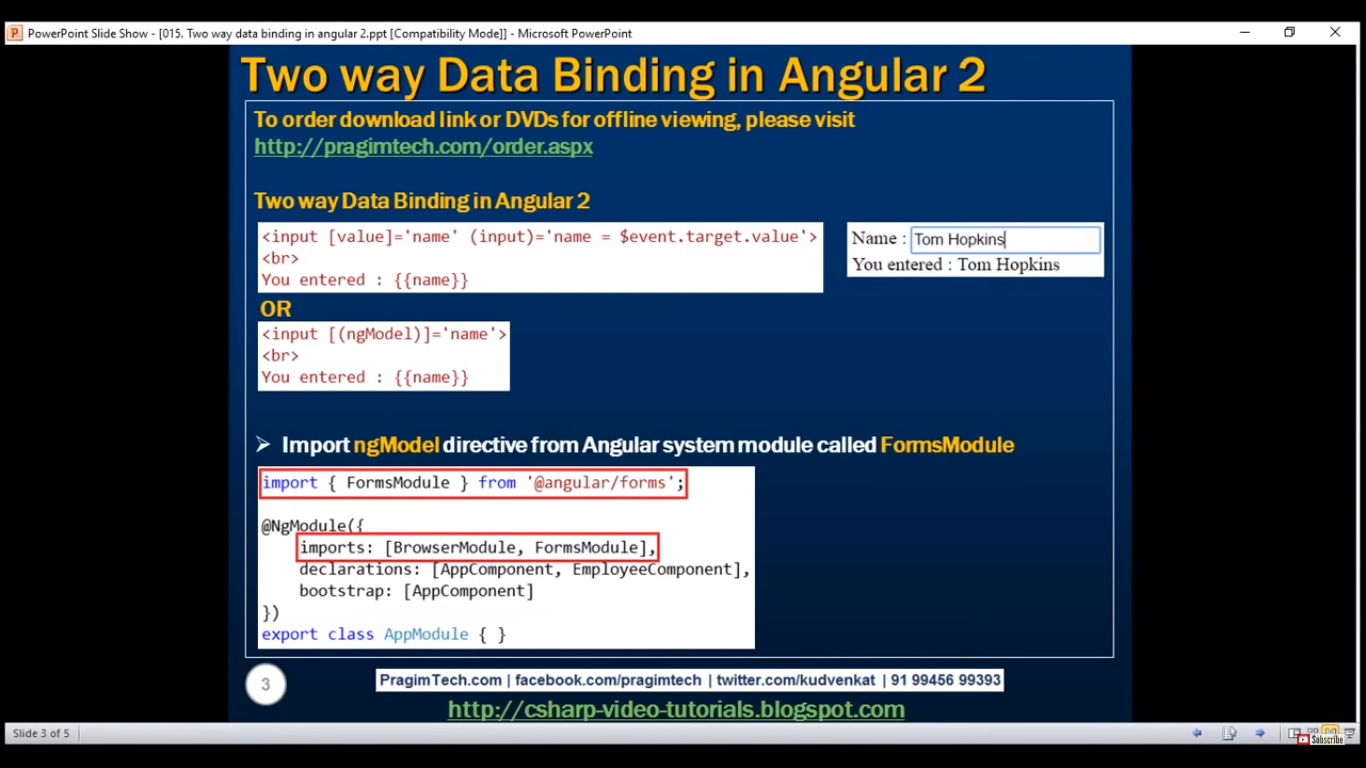 PowerPoint Slide Show - [015. Two way data binding in angular 2.ppt [Compatibility Mode]] - Microsoft PowerPoint
Two way Data Binding in Angular 2
To order download link or DVDs for offline viewing, please visit
http://pragimtech.com/order.aspx
Two way Data Binding in Angular 2
<input [value]='name' (input)='name = $event.target.value'>
<br>
You entered : {{name}}
Name : Tom Hopkins
You entered : Tom Hopkins
OR
<input [(ngModel)]='name'>
<br>
You entered : {{name}}
➢ Import ngModel directive from Angular system module called FormsModule
import { FormsModule } from '@angular/forms';
@NgModule({
imports: [BrowserModule, FormsModule],
declarations: [AppComponent, EmployeeComponent],
bootstrap: [AppComponent]
})
export class AppModule { }
3
PragimTech.com | facebook.com/pragimtech | twitter.com/kudvenkat | 91 99456 99393
http://csharp-video-tutorials.blogspot.com
Slide 3 of 5
Subscribe